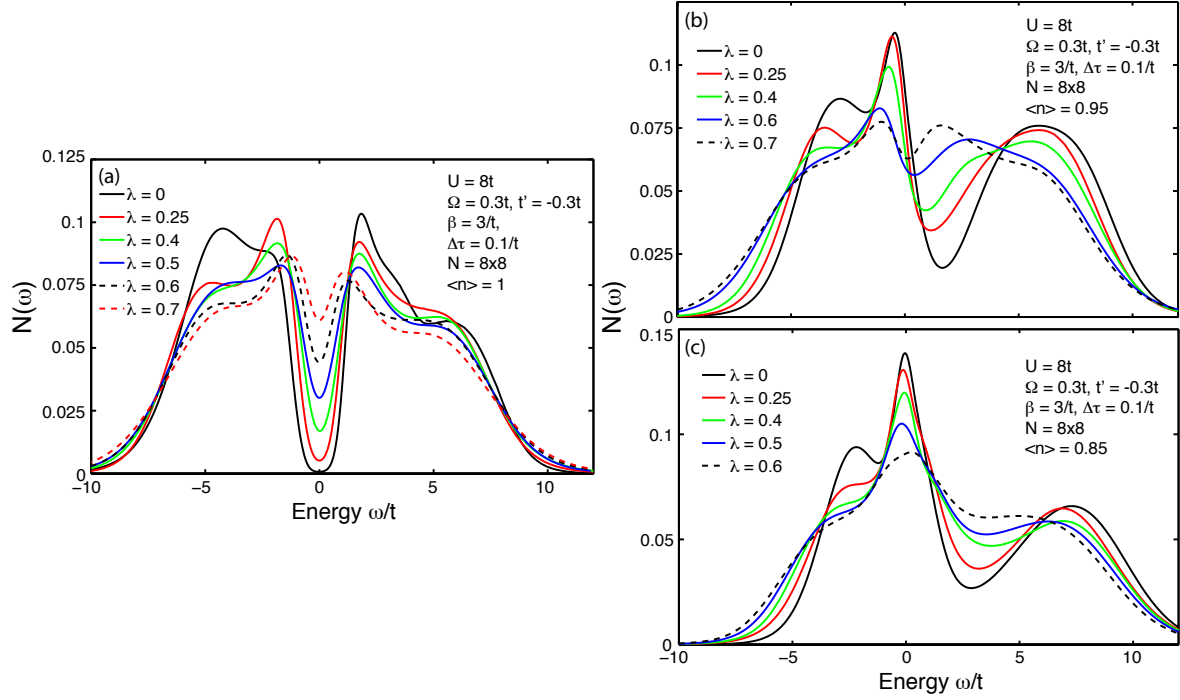 (a)
λ = 0
λ = 0.25
λ = 0.4
λ = 0.5
λ = 0.6
λ = 0.7
U = 8t
Ω = 0.3t, t' = -0.3t
β = 3/t,
Δτ = 0.1/t
N = 8x8
<n> = 1
0.125
0.1
0.075
0.05
0.025
0
N(ω)
-10
-5
0
5
10
Energy ω/t
(b)
λ = 0
λ = 0.25
λ = 0.4
λ = 0.6
λ = 0.7
U = 8t
Ω = 0.3t, t' = -0.3t
β = 3/t, Δτ = 0.1/t
N = 8x8
<n> = 0.95
0.1
0.075
0.05
0.025
0
N(ω)
(c)
λ = 0
λ = 0.25
λ = 0.4
λ = 0.5
λ = 0.6
U = 8t
Ω = 0.3t, t' = -0.3t
β = 3/t, Δτ = 0.1/t
N = 8x8
<n> = 0.85
0.15
0.1
0.05
0
−10
−5
0
5
10
Energy ω/t